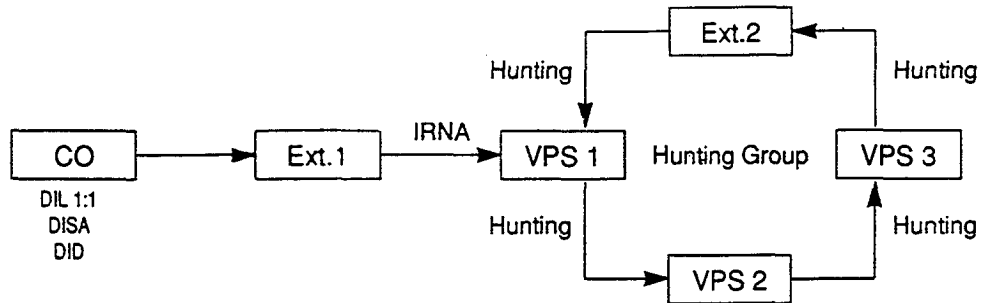 Ext.2
Hunting
Hunting
IRNA
CO
Ext.1
VPS 1
Hunting Group
VPS 3
DIL 1:1
DISA
DID
Hunting
Hunting
VPS 2